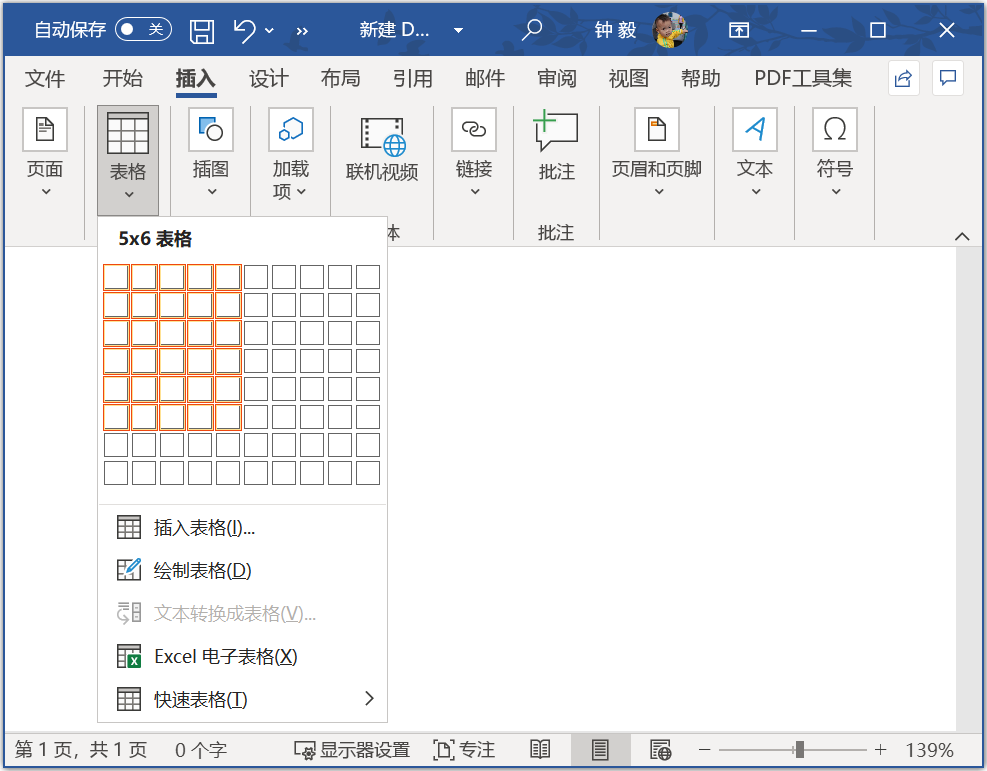 自动保存 关 新建 D... 钟 毅
文件 开始 插入 设计 布局 引用 邮件 审阅 视图 帮助 PDF工具集
页面 表格 插图 加载项 联机视频 链接 批注 页眉和页脚 文本 符号
体 批注
5x6 表格
插入表格(I)...
绘制表格(D)
文本转换成表格(V)...
Excel 电子表格(X)
快速表格(T)
第 1 页，共 1 页 0 个字 显示器设置 专注 139%